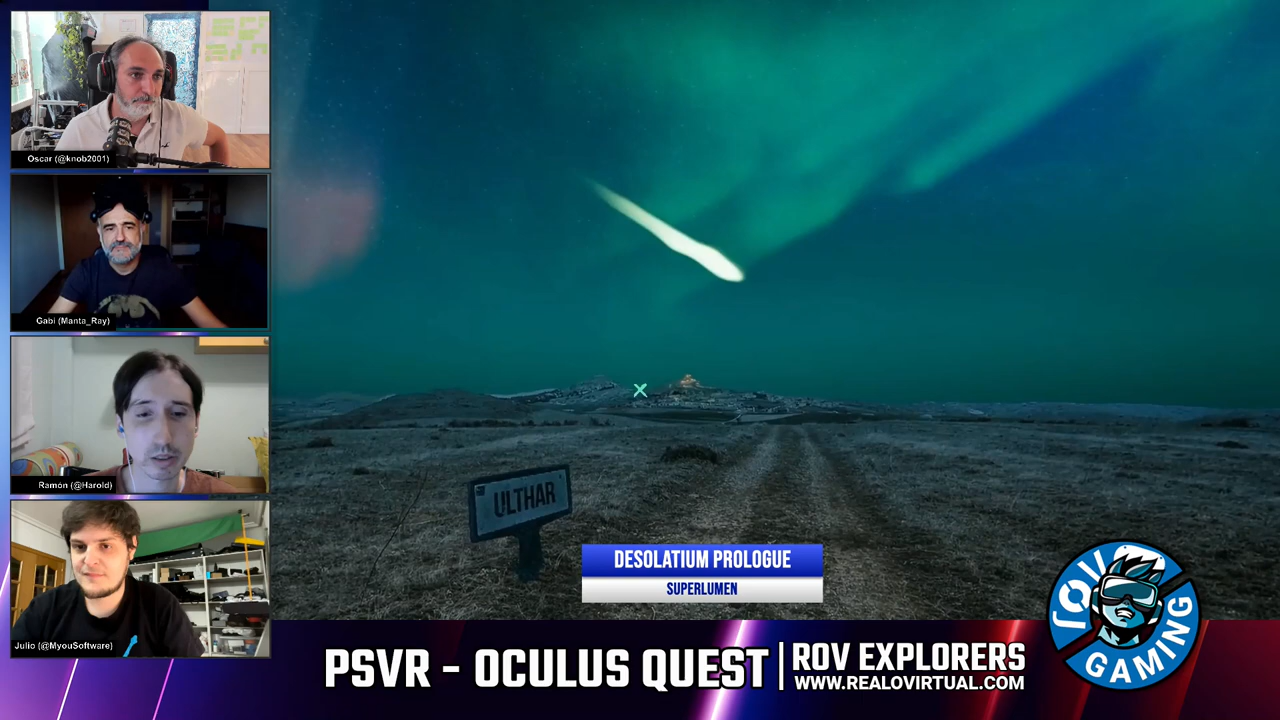 Oscar (@knob2001)
Gabi (Manta_Ray)
Ramón (@Harold)
Julio (@MyouSoftware)
ULTHAR
DESOLATIUM PROLOGUE
SUPERLUMEN
PSVR - OCULUS QUEST
ROV EXPLORERS
WWW.REALOVIRTUAL.COM
ROV
GAMING